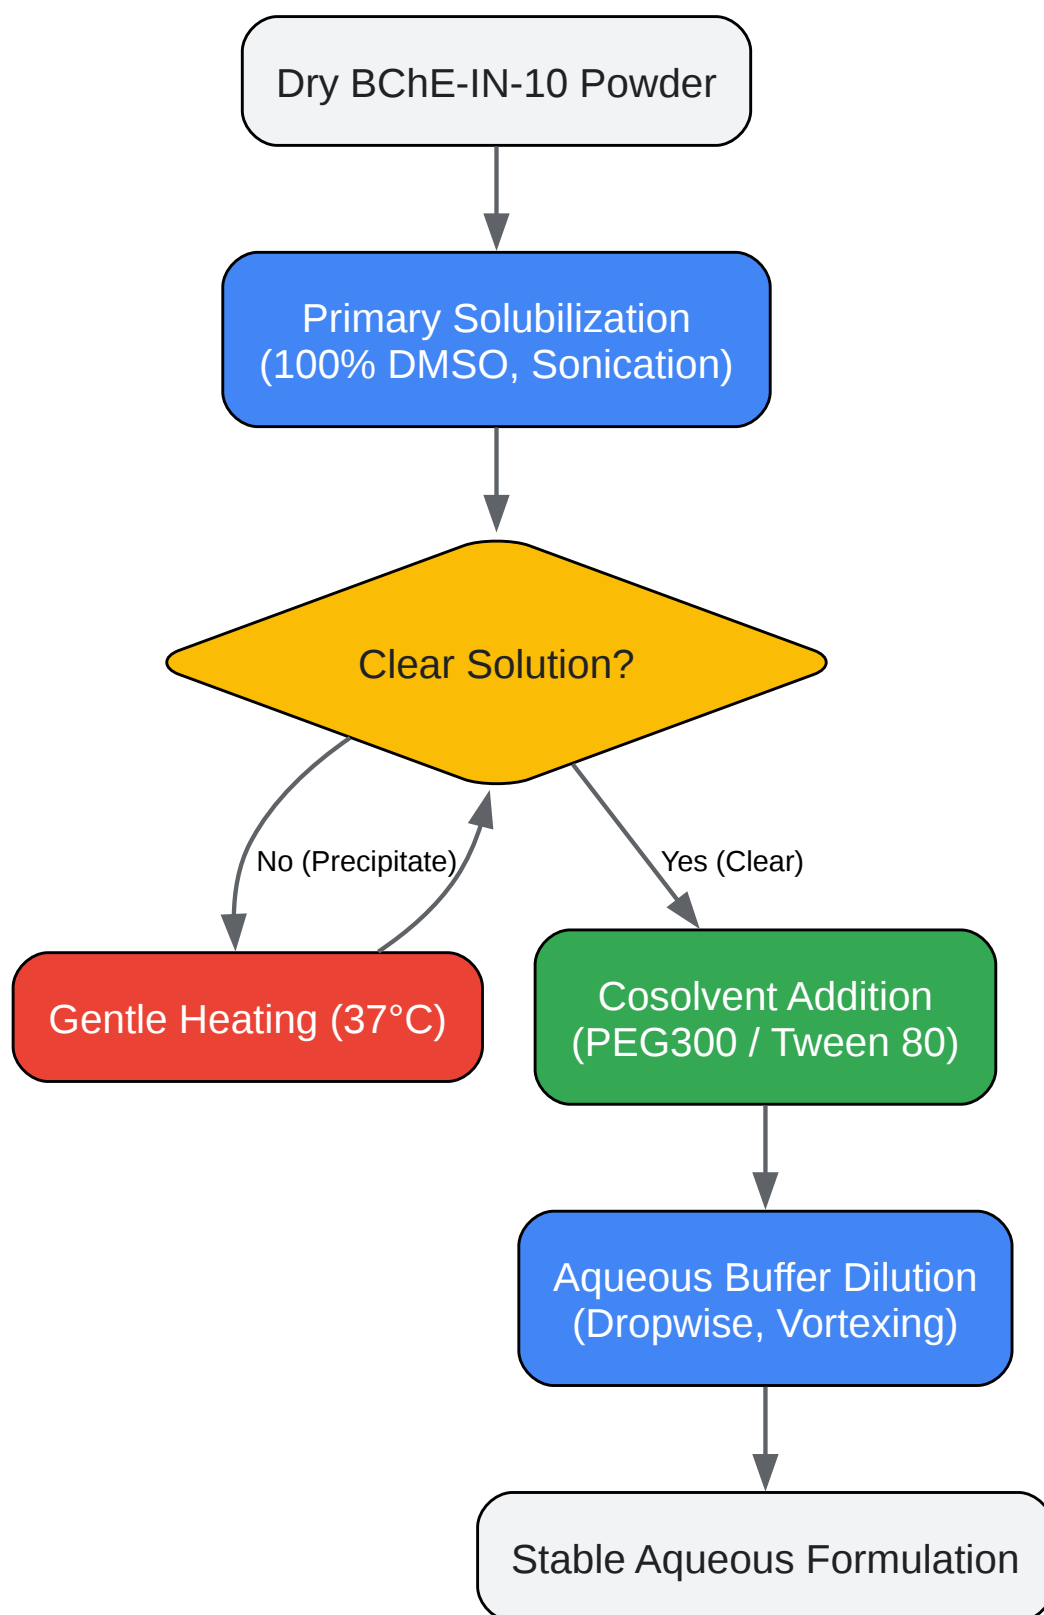 Dry BChE-IN-10 Powder
Primary Solubilization
(100% DMSO, Sonication)
Clear Solution?
No (Precipitate)
Yes (Clear)
Gentle Heating (37°C)
Cosolvent Addition
(PEG300 / Tween 80)
Aqueous Buffer Dilution
(Dropwise, Vortexing)
Stable Aqueous Formulation